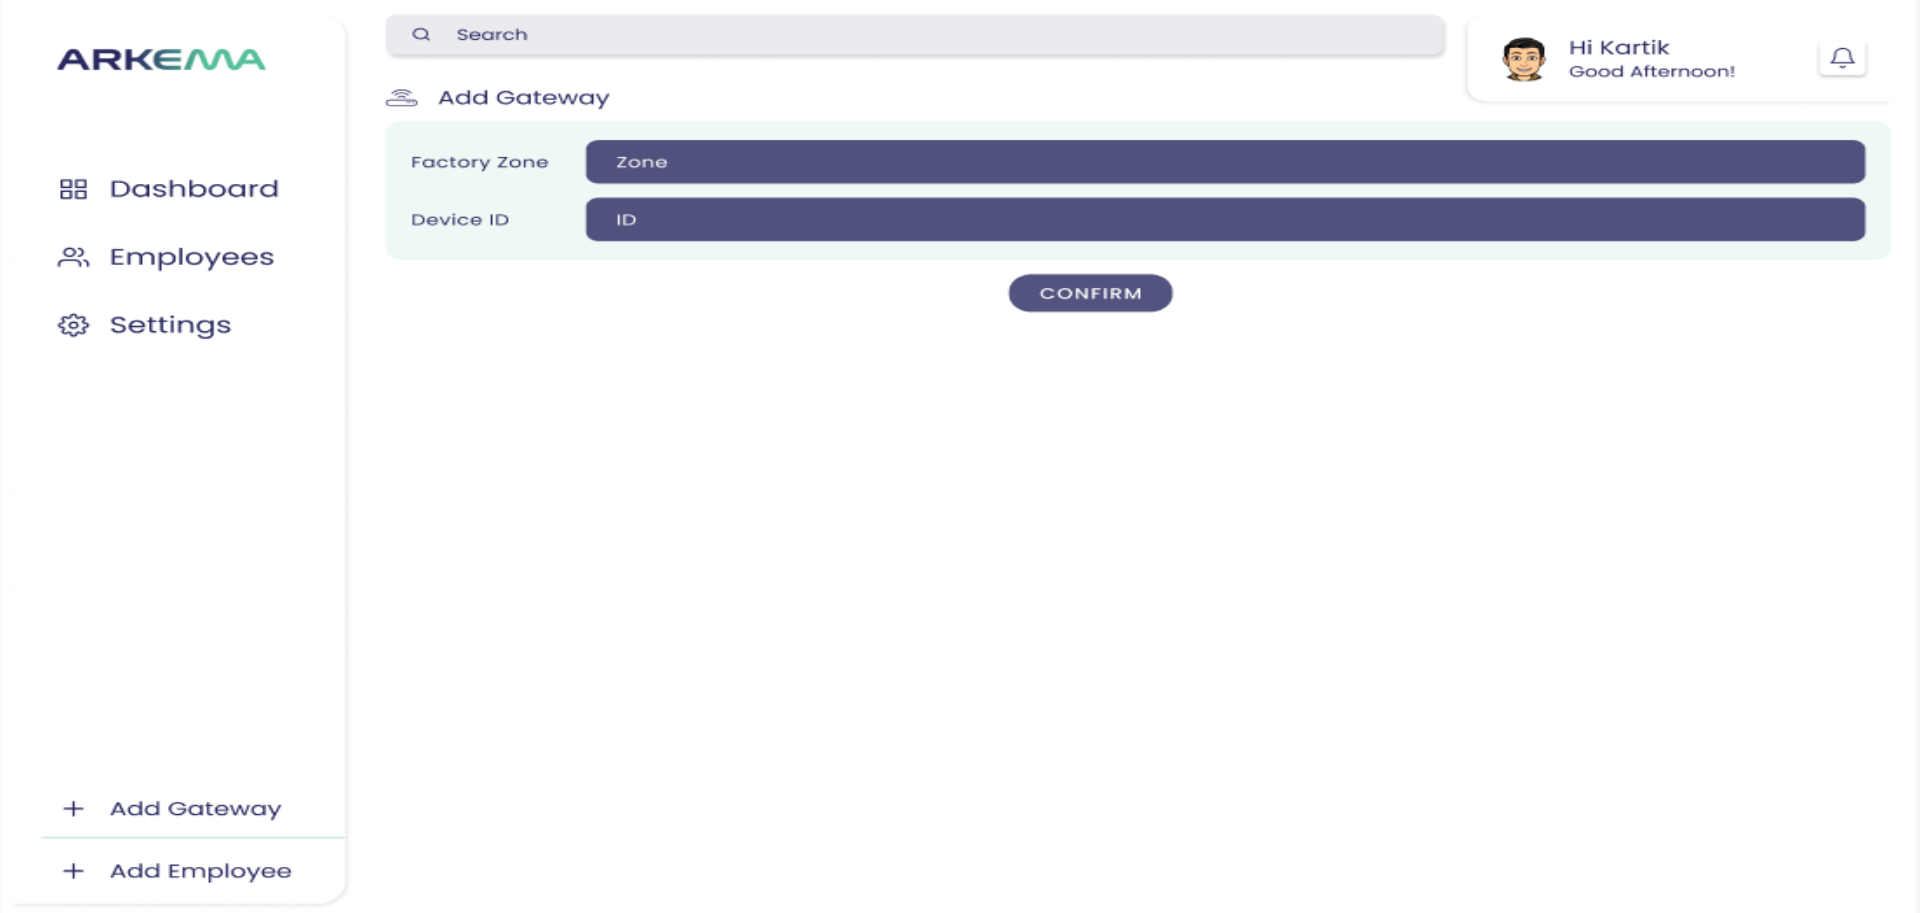 ARKEMA
Dashboard
Employees
Settings
Add Gateway
Add Employee
Search
Hi Kartik
Good Afternoon!
Add Gateway
Factory Zone Zone
Device ID ID
CONFIRM